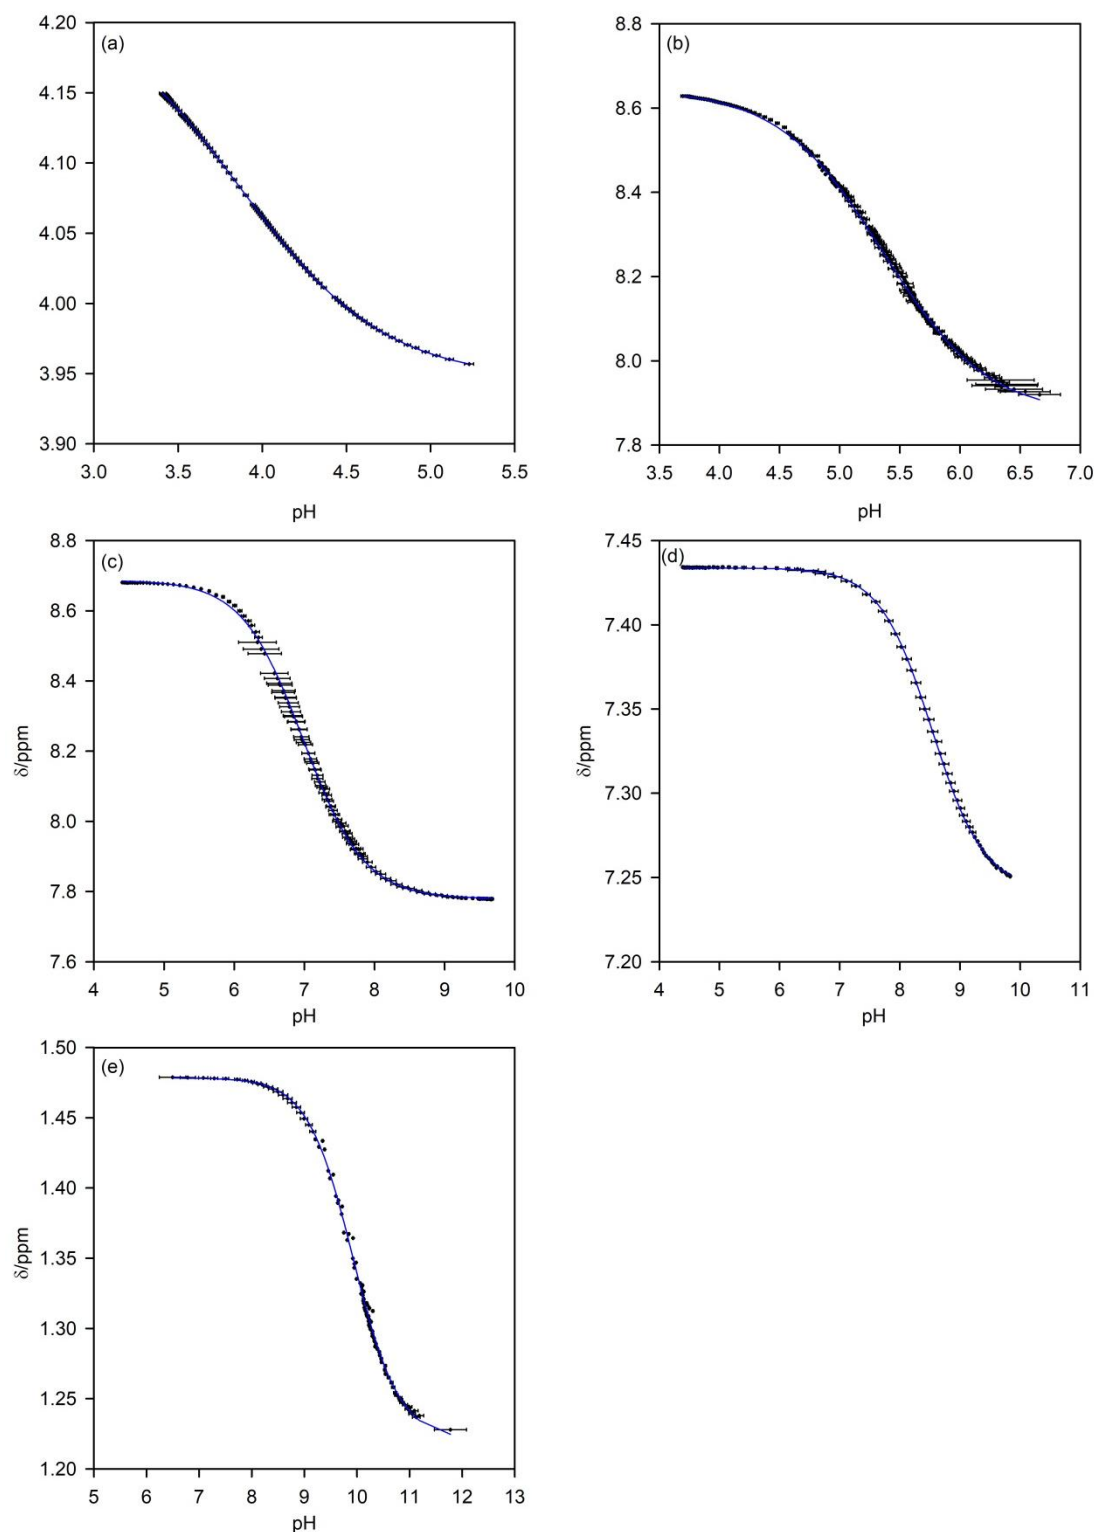 (a)
4.20
4.15
4.10
4.05
4.00
3.95
3.90
3.0 3.5 4.0 4.5 5.0 5.5
pH
(b)
8.8
8.6
8.4
8.2
8.0
7.8
3.5 4.0 4.5 5.0 5.5 6.0 6.5 7.0
pH
(c)
8.8
8.6
8.4
8.2
8.0
7.8
7.6
δ/ppm
4 5 6 7 8 9 10
pH
(d)
7.45
7.40
7.35
7.30
7.25
7.20
δ/ppm
4 5 6 7 8 9 10 11
pH
(e)
1.50
1.45
1.40
1.35
1.30
1.25
1.20
δ/ppm
5 6 7 8 9 10 11 12 13
pH